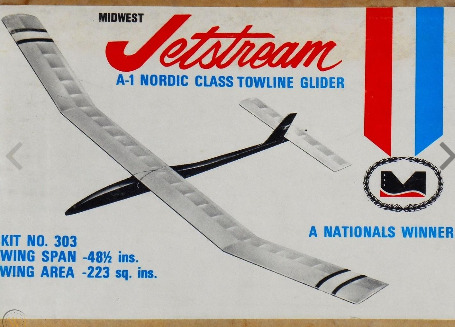 MIDWEST
Jetstream
A-1 NORDIC CLASS TOWLINE GLIDER
A NATIONALS WINNER
KIT NO. 303
WING SPAN -48½ ins.
WING AREA -223 sq. ins.